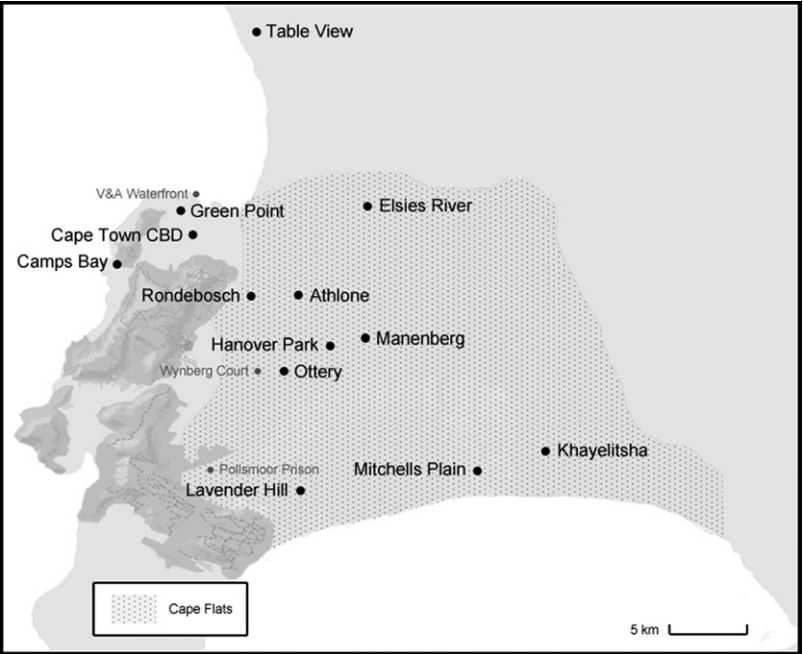 Table View
V&A Waterfront
Green Point
Elsies River
Cape Town CBD
Camps Bay
Rondebosch
Athlone
Manenberg
Hanover Park
Wynberg Court
Ottery
Khayelitsha
Pollsmoor Prison
Mitchells Plain
Lavender Hill
Cape Flats
5 km